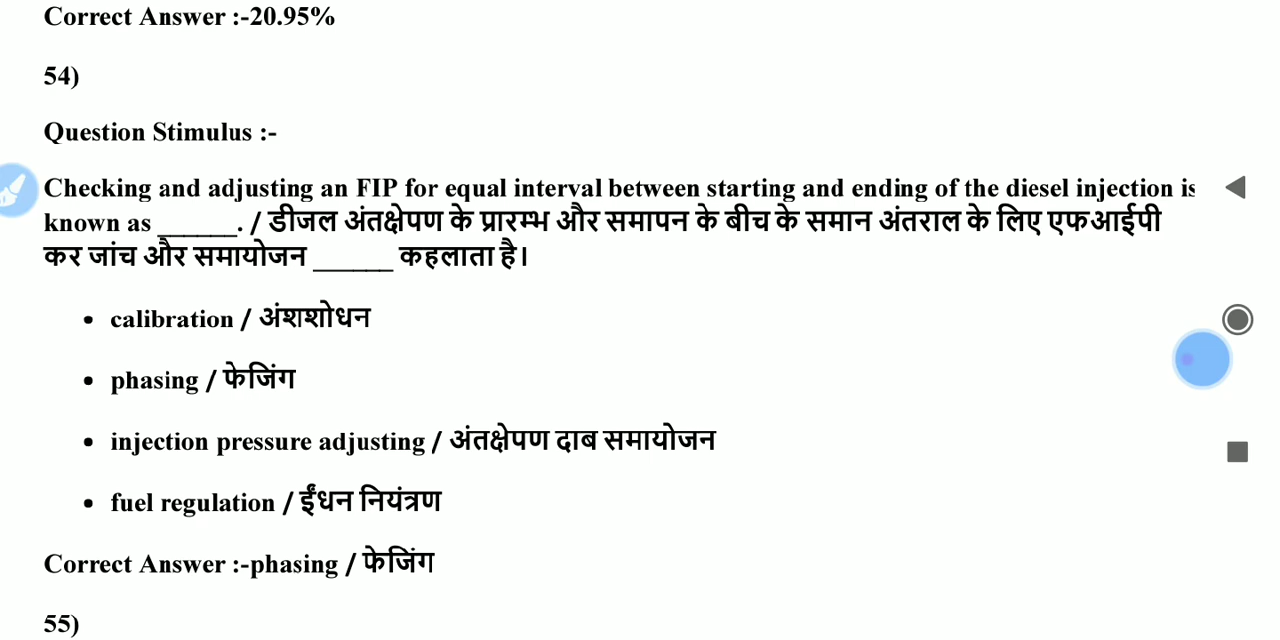 Correct Answer :-20.95%
54)
Question Stimulus :-
Checking and adjusting an FIP for equal interval between starting and ending of the diesel injection is
known as ______. / डीजल अंतक्षेपण के प्रारम्भ और समापन के बीच के समान अंतराल के लिए एफआईपी
कर जांच और समायोजन ______ कहलाता है।
• calibration / अंशशोधन
• phasing / फेजिंग
• injection pressure adjusting / अंतक्षेपण दाब समायोजन
• fuel regulation / ईंधन नियंत्रण
Correct Answer :-phasing / फेजिंग
55)